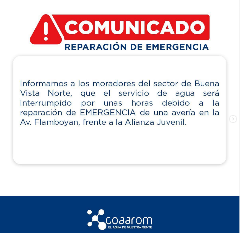 COMUNICADO
REPARACIÓN DE EMERGENCIA
Informamos a los moradores del sector de Buena
Vista Norte, que el servicio de agua será
interrumpido por unas horas debido a la
reparación de EMERGENCIA de una avería en la
Av. Flamboyan, frente a la Alianza Juvenil.
coaarom